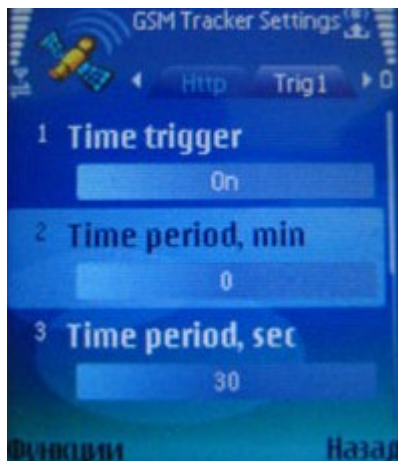 GSM Tracker Settings
Http Trig1
1 Time trigger
On
2 Time period, min
0
3 Time period, sec
30
Функции Назад